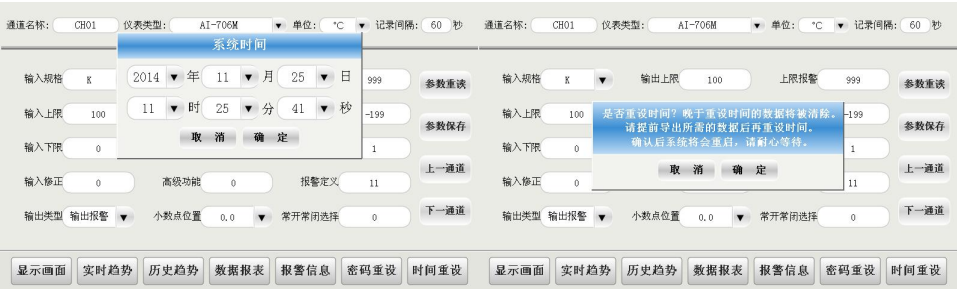 通道名称: CH01 仪表类型: AI-706M 单位: °C 记录间隔: 60 秒
系统时间
2014 年 11 月 25 日
11 时 25 分 41 秒
取 消 确 定
输入规格 K 999 参数重读
输入上限 100 -199 参数保存
输入下限 0 1 上一通道
输入修正 0 高级功能 0 报警定义 11 下一通道
输出类型 输出报警 小数点位置 0.0 常开常闭选择 0
显示画面 实时趋势 历史趋势 数据报表 报警信息 密码重设 时间重设
通道名称: CH01 仪表类型: AI-706M 单位: °C 记录间隔: 60 秒
输入规格 K 输出上限 100 上限报警 999 参数重读
输入上限 100 -199 参数保存
是否重设时间? 晚于重设时间的数据将被清除。
请提前导出所需的数据后再重设时间。
确认后系统将会重启, 请耐心等待。
取 消 确 定
输入下限 0 1 上一通道
输入修正 0 11 下一通道
输出类型 输出报警 小数点位置 0.0 常开常闭选择 0
显示画面 实时趋势 历史趋势 数据报表 报警信息 密码重设 时间重设